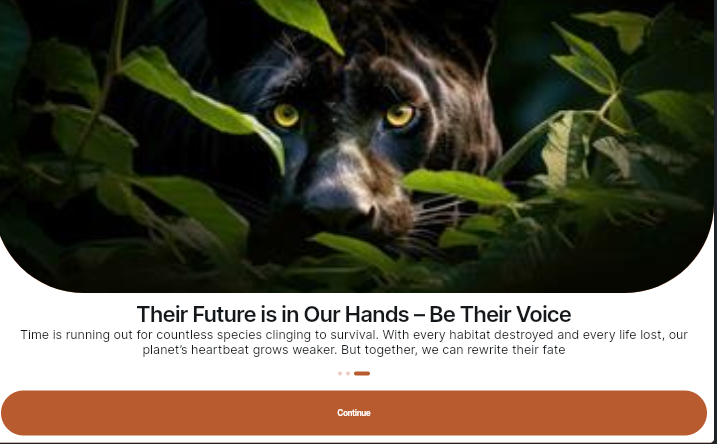 Their Future is in Our Hands – Be Their Voice
Time is running out for countless species clinging to survival. With every habitat destroyed and every life lost, our
planet’s heartbeat grows weaker. But together, we can rewrite their fate
Continue